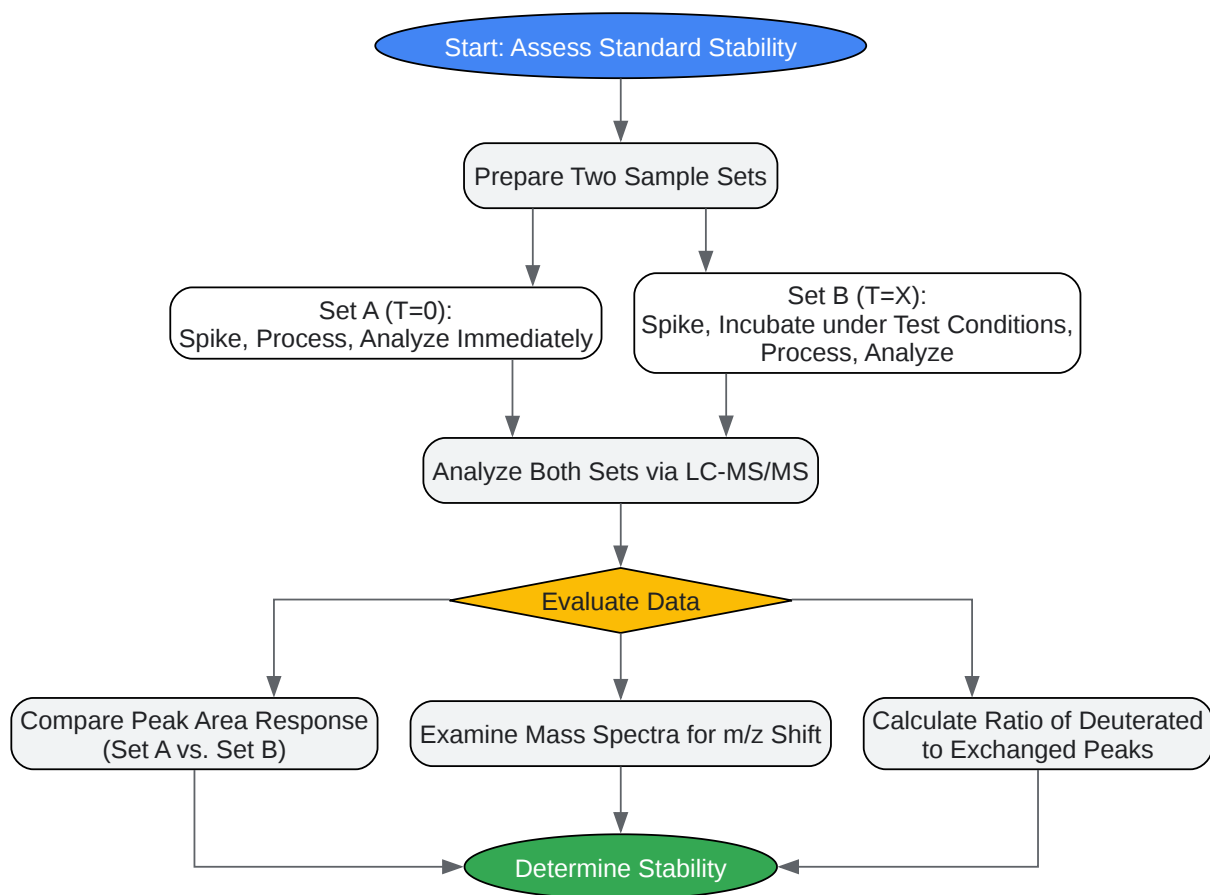 Start: Assess Standard Stability
Prepare Two Sample Sets
Set A (T=0):
Spike, Process, Analyze Immediately
Set B (T=X):
Spike, Incubate under Test Conditions,
Process, Analyze
Analyze Both Sets via LC-MS/MS
Evaluate Data
Compare Peak Area Response
(Set A vs. Set B)
Examine Mass Spectra for m/z Shift
Calculate Ratio of Deuterated
to Exchanged Peaks
Determine Stability